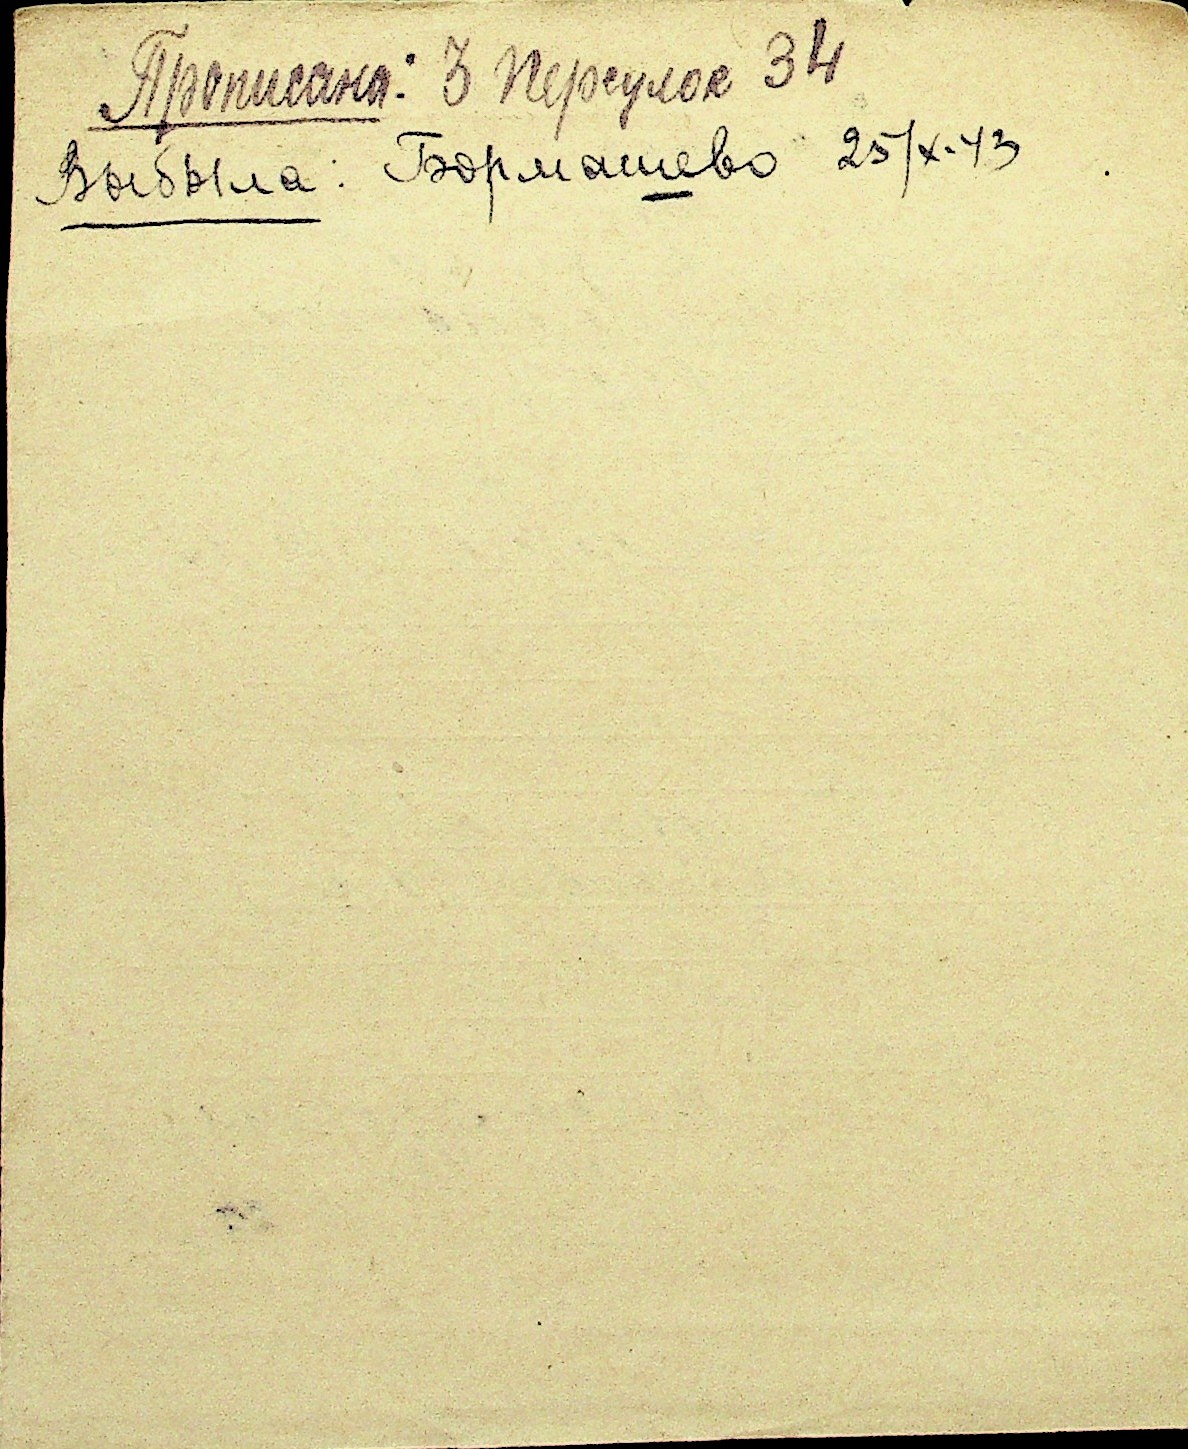 Прописана: 3 Переулок 34
Выбыла: Бормашево 25/X-43